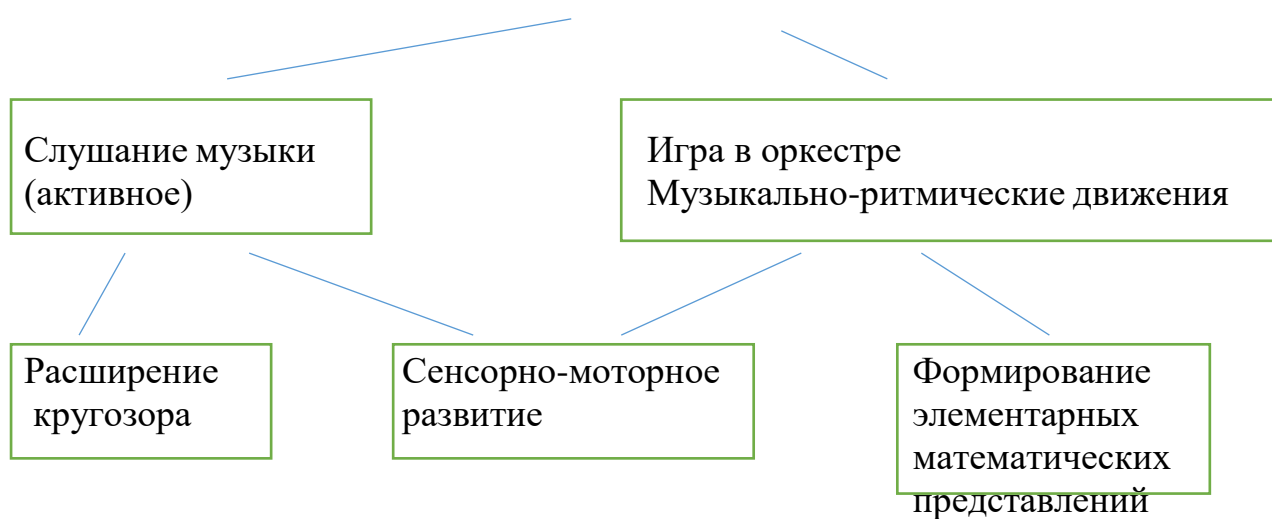 Слушание музыки
(активное)
Игра в оркестре
Музыкально-ритмические движения
Расширение
кругозора
Сенсорно-моторное
развитие
Формирование
элементарных
математических
представлений